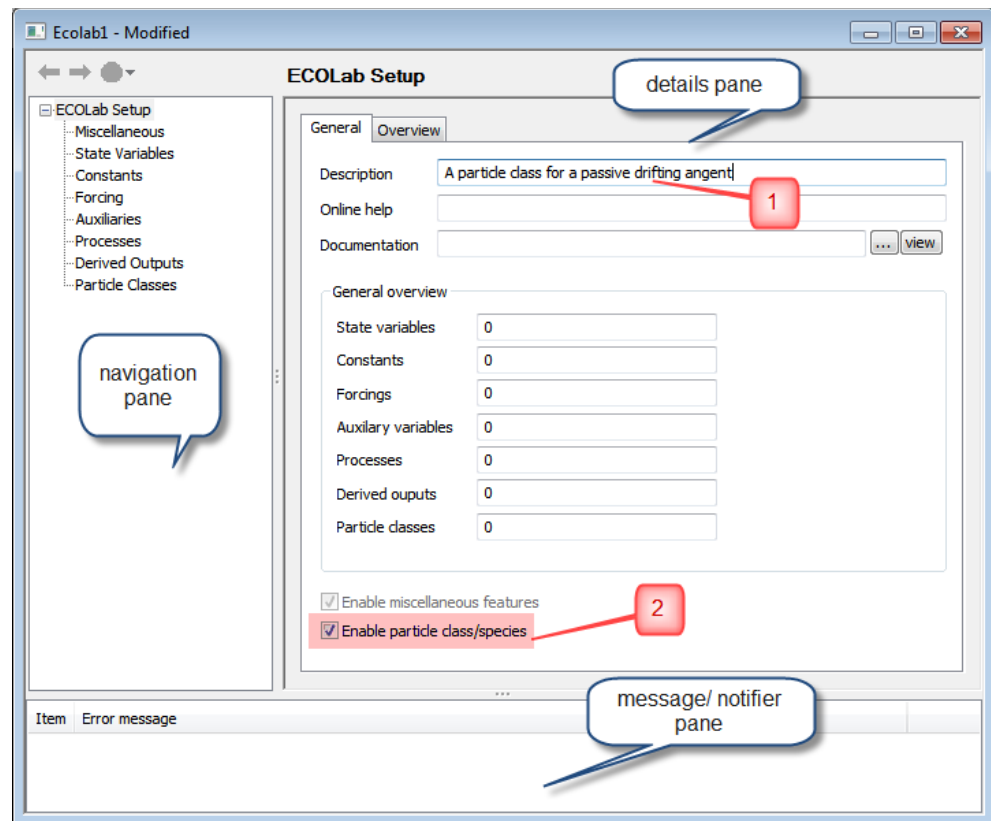 Ecolab1 - Modified
ECOLab Setup
details pane
ECOLab Setup
Miscellaneous
State Variables
Constants
Forcing
Auxiliaries
Processes
Derived Outputs
Particle Classes
navigation
pane
General Overview
Description A particle class for a passive drifting angent
1
Online help
Documentation ... view
General overview
State variables 0
Constants 0
Forcings 0
Auxilary variables 0
Processes 0
Derived ouputs 0
Particle classes 0
Enable miscellaneous features
2
Enable particle class/species
message/ notifier
pane
Item Error message